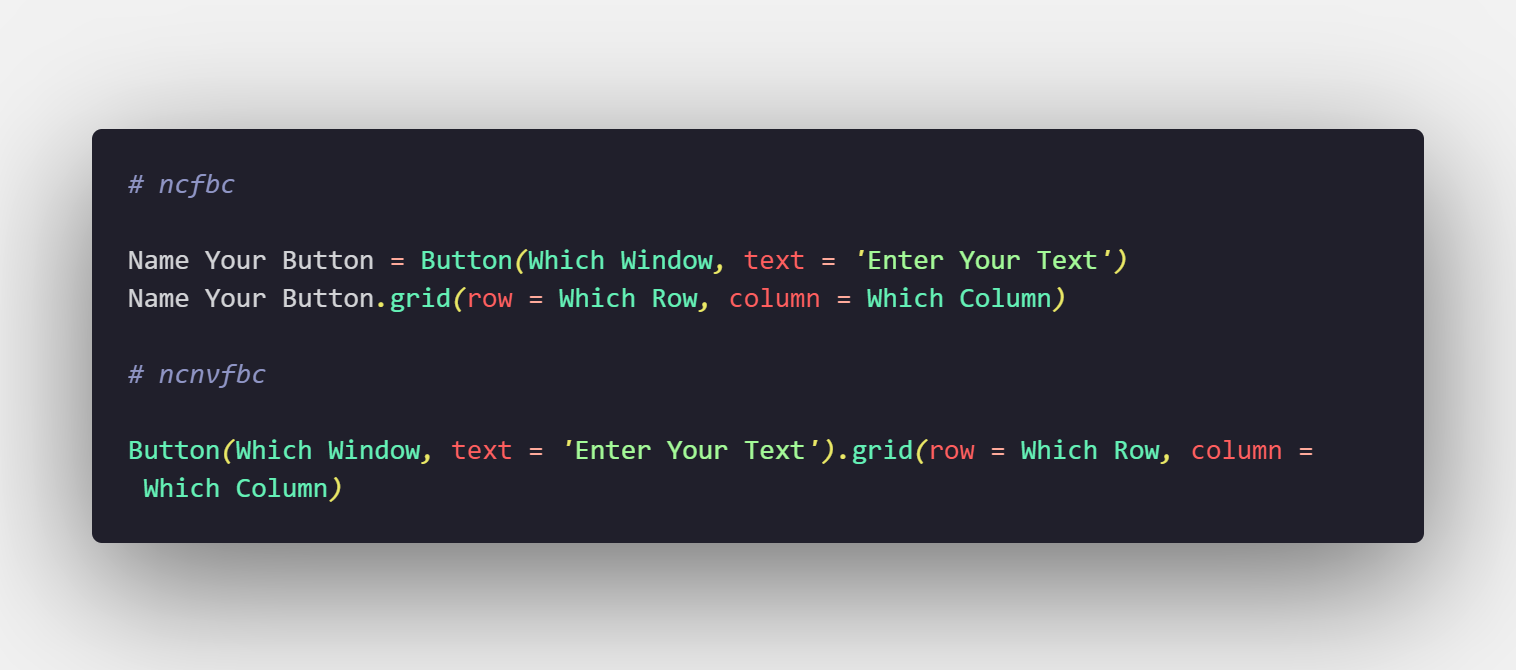 # ncfbc
Name Your Button = Button(Which Window, text = 'Enter Your Text')
Name Your Button.grid(row = Which Row, column = Which Column)
# ncnvfbc
Button(Which Window, text = 'Enter Your Text').grid(row = Which Row, column =
Which Column)